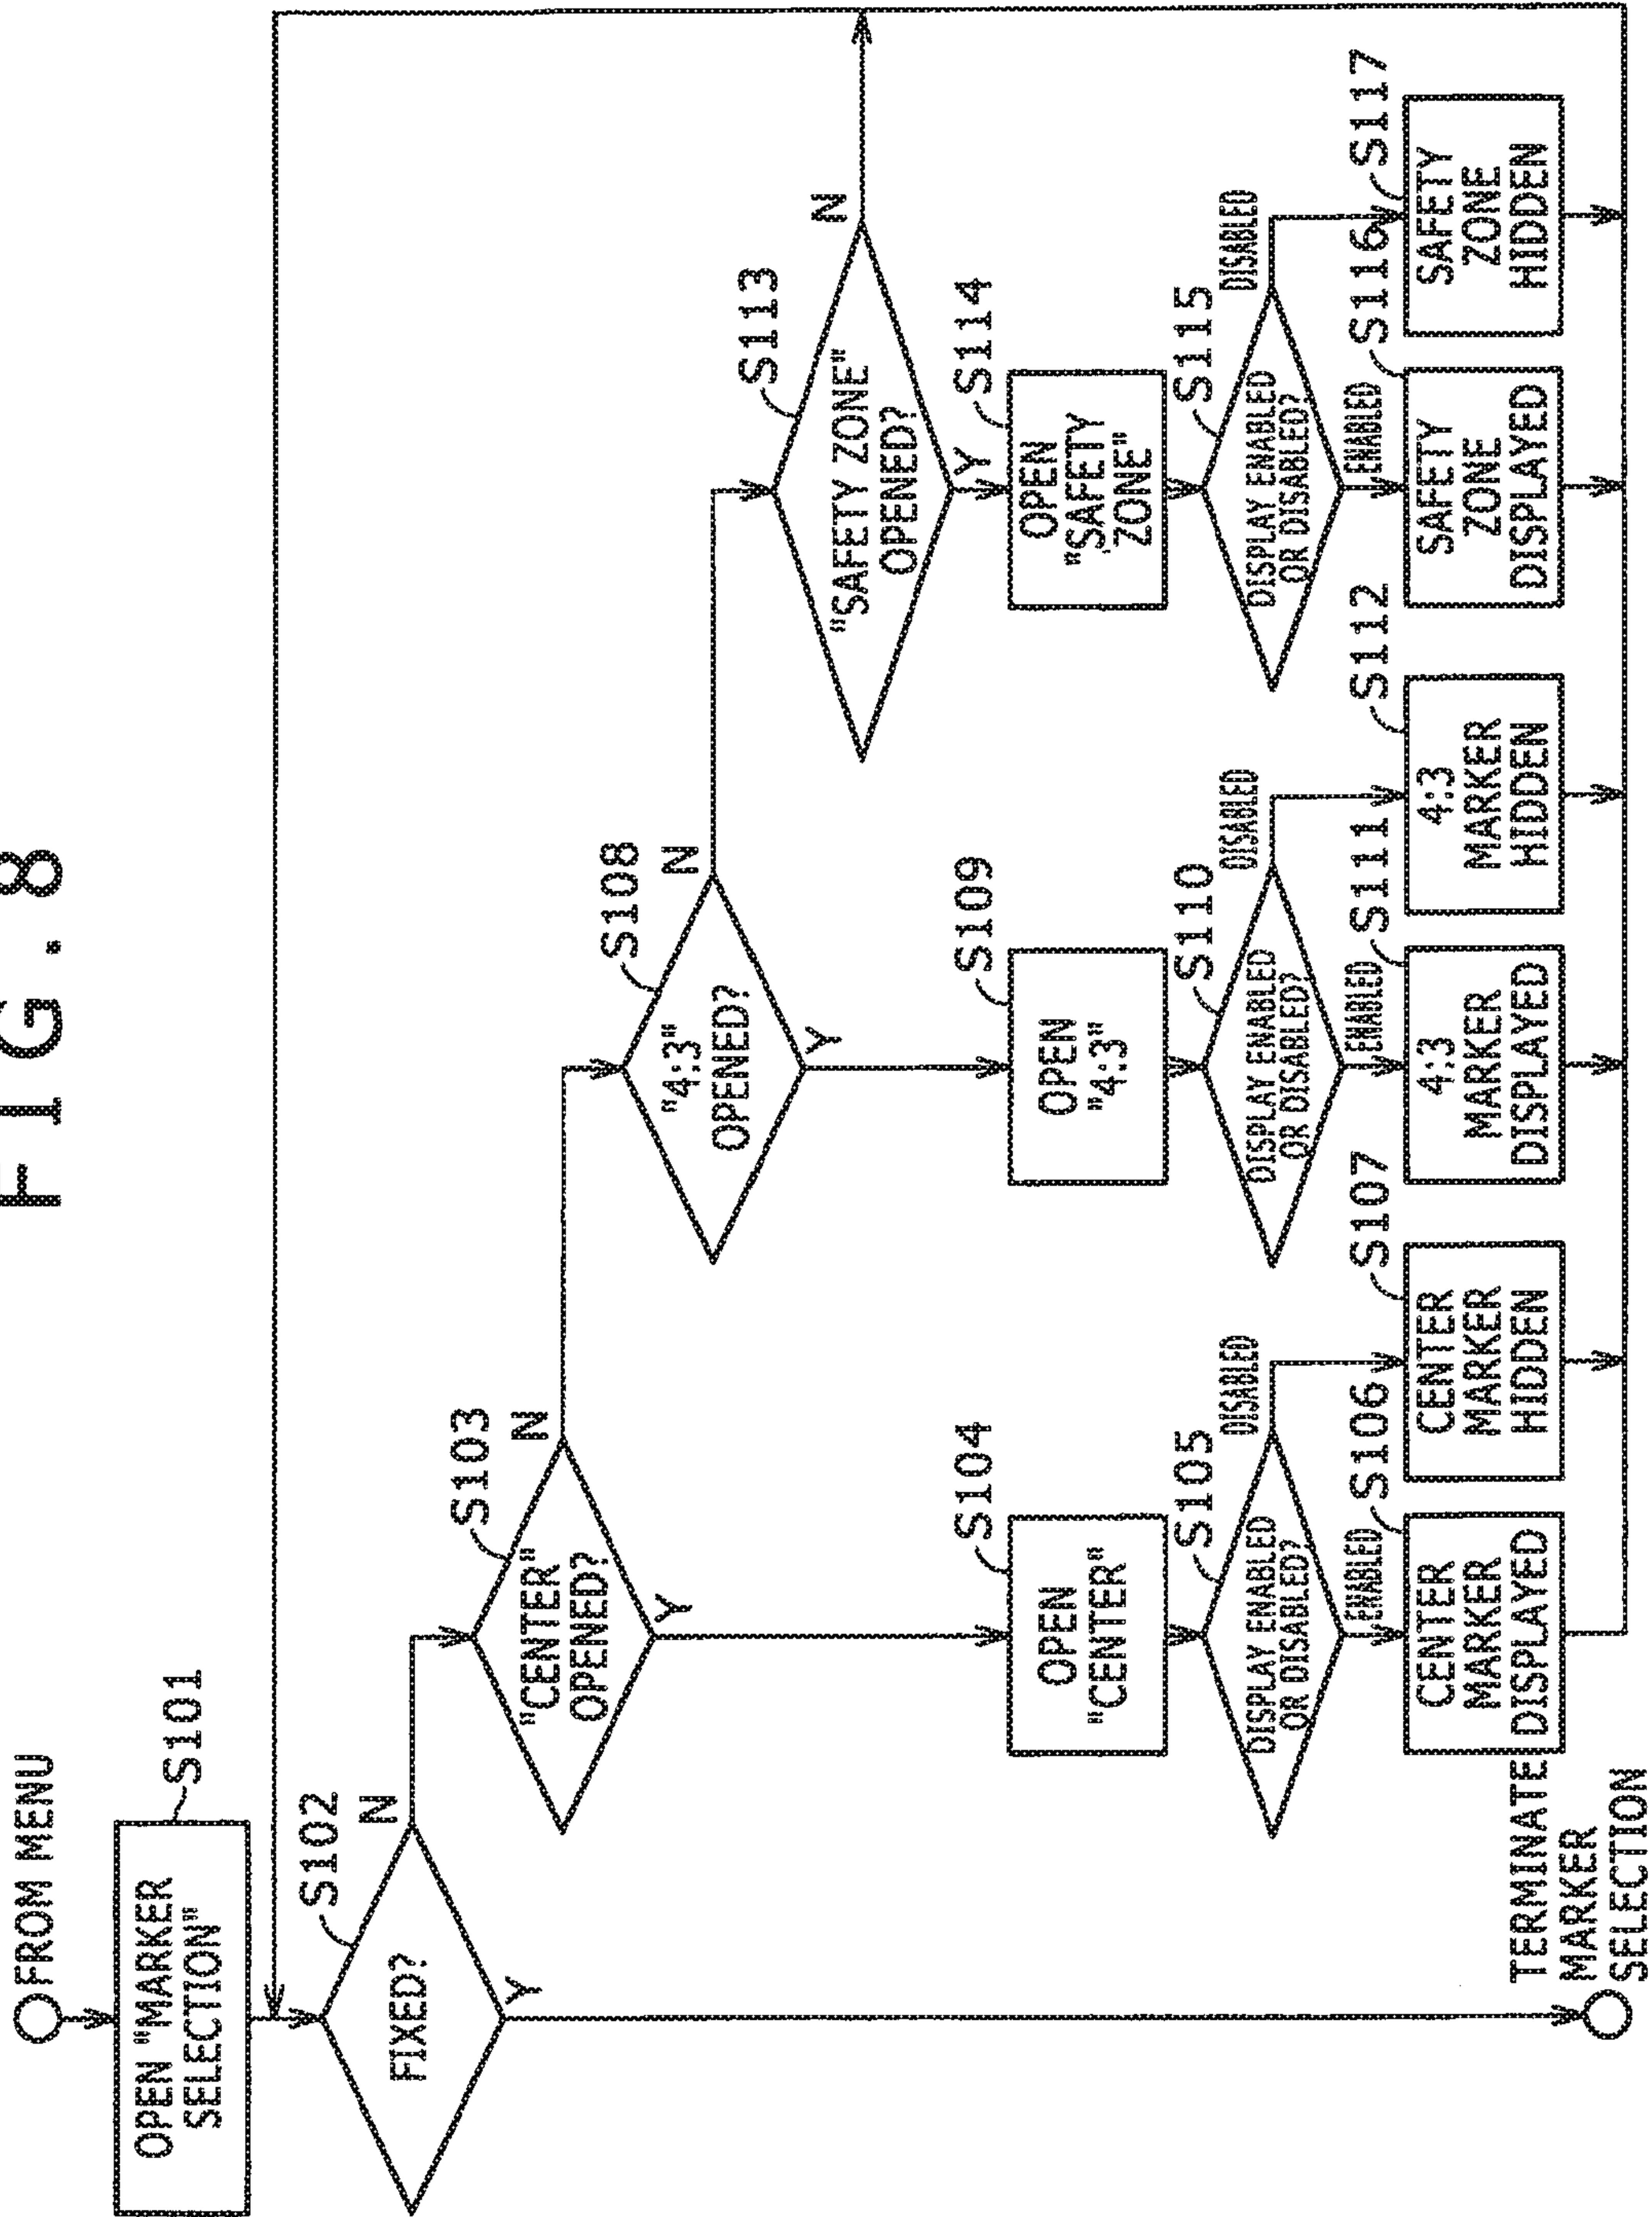 FIG. 8
FROM MENU
OPEN "MARKER
SELECTION"
S101
FIXED?
S102
N
Y
"CENTER"
OPENED?
S103
N
Y
"4:3"
OPENED?
S108
N
Y
"SAFETY ZONE"
OPENED?
S113
N
Y
OPEN
"CENTER"
S104
OPEN
"4:3"
S109
OPEN
"SAFETY
ZONE"
S114
DISPLAY ENABLED
OR DISABLED?
S105
DISABLED
ENABLED
DISPLAY ENABLED
OR DISABLED?
S110
DISABLED
ENABLED
DISPLAY ENABLED
OR DISABLED?
S115
DISABLED
ENABLED
CENTER
MARKER
DISPLAYED
S106
CENTER
MARKER
HIDDEN
S107
4:3
MARKER
DISPLAYED
S111
4:3
MARKER
HIDDEN
S112
SAFETY
ZONE
DISPLAYED
S116
SAFETY
ZONE
HIDDEN
S117
TERMINATE
MARKER
SELECTION